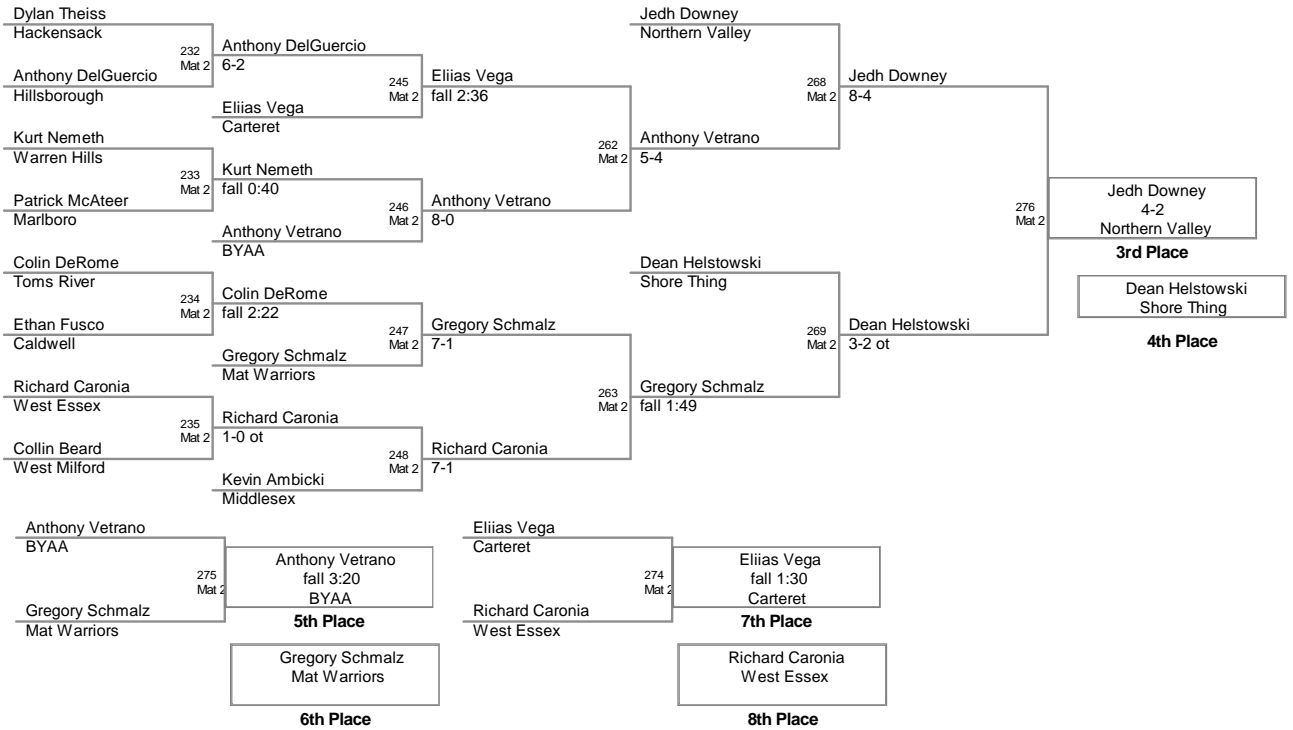 Dylan Theiss
Hackensack
232
Mat 2
Anthony DelGuercio
Hillsborough
Anthony DelGuercio
6-2
245
Mat 2
Eliias Vega
Carteret
Kurt Nemeth
Warren Hills
233
Mat 2
Patrick McAteer
Marlboro
Kurt Nemeth
fall 0:40
246
Mat 2
Anthony Vetrano
BYAA
Colin DeRome
Toms River
234
Mat 2
Ethan Fusco
Caldwell
Colin DeRome
fall 2:22
247
Mat 2
Gregory Schmalz
Mat Warriors
Richard Caronia
West Essex
235
Mat 2
Collin Beard
West Milford
Richard Caronia
1-0 ot
248
Mat 2
Kevin Ambicki
Middlesex
Eliias Vega
fall 2:36
262
Mat 2
Anthony Vetrano
8-0
Gregory Schmalz
7-1
263
Mat 2
Richard Caronia
7-1
Jedh Downey
Northern Valley
268
Mat 2
Anthony Vetrano
5-4
Dean Helstowski
Shore Thing
269
Mat 2
Gregory Schmalz
fall 1:49
Jedh Downey
8-4
276
Mat 2
Dean Helstowski
3-2 ot
Jedh Downey
4-2
Northern Valley
3rd Place
Dean Helstowski
Shore Thing
4th Place
Anthony Vetrano
BYAA
275
Mat 2
Gregory Schmalz
Mat Warriors
Anthony Vetrano
fall 3:20
BYAA
5th Place
Gregory Schmalz
Mat Warriors
6th Place
Eliias Vega
Carteret
274
Mat 2
Richard Caronia
West Essex
Eliias Vega
fall 1:30
Carteret
7th Place
Richard Caronia
West Essex
8th Place